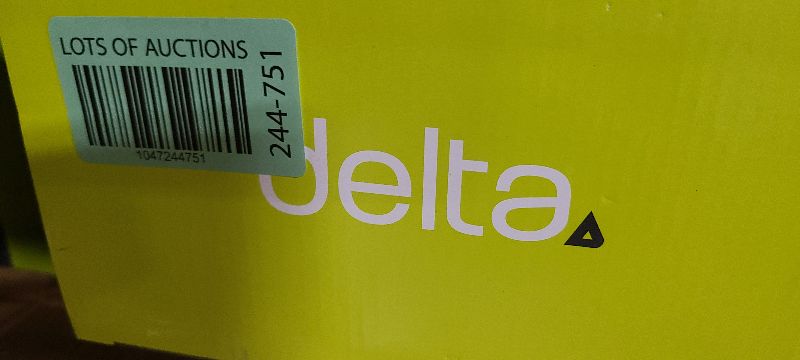 LOTS OF AUCTIONS
1047244751
244-751
delta